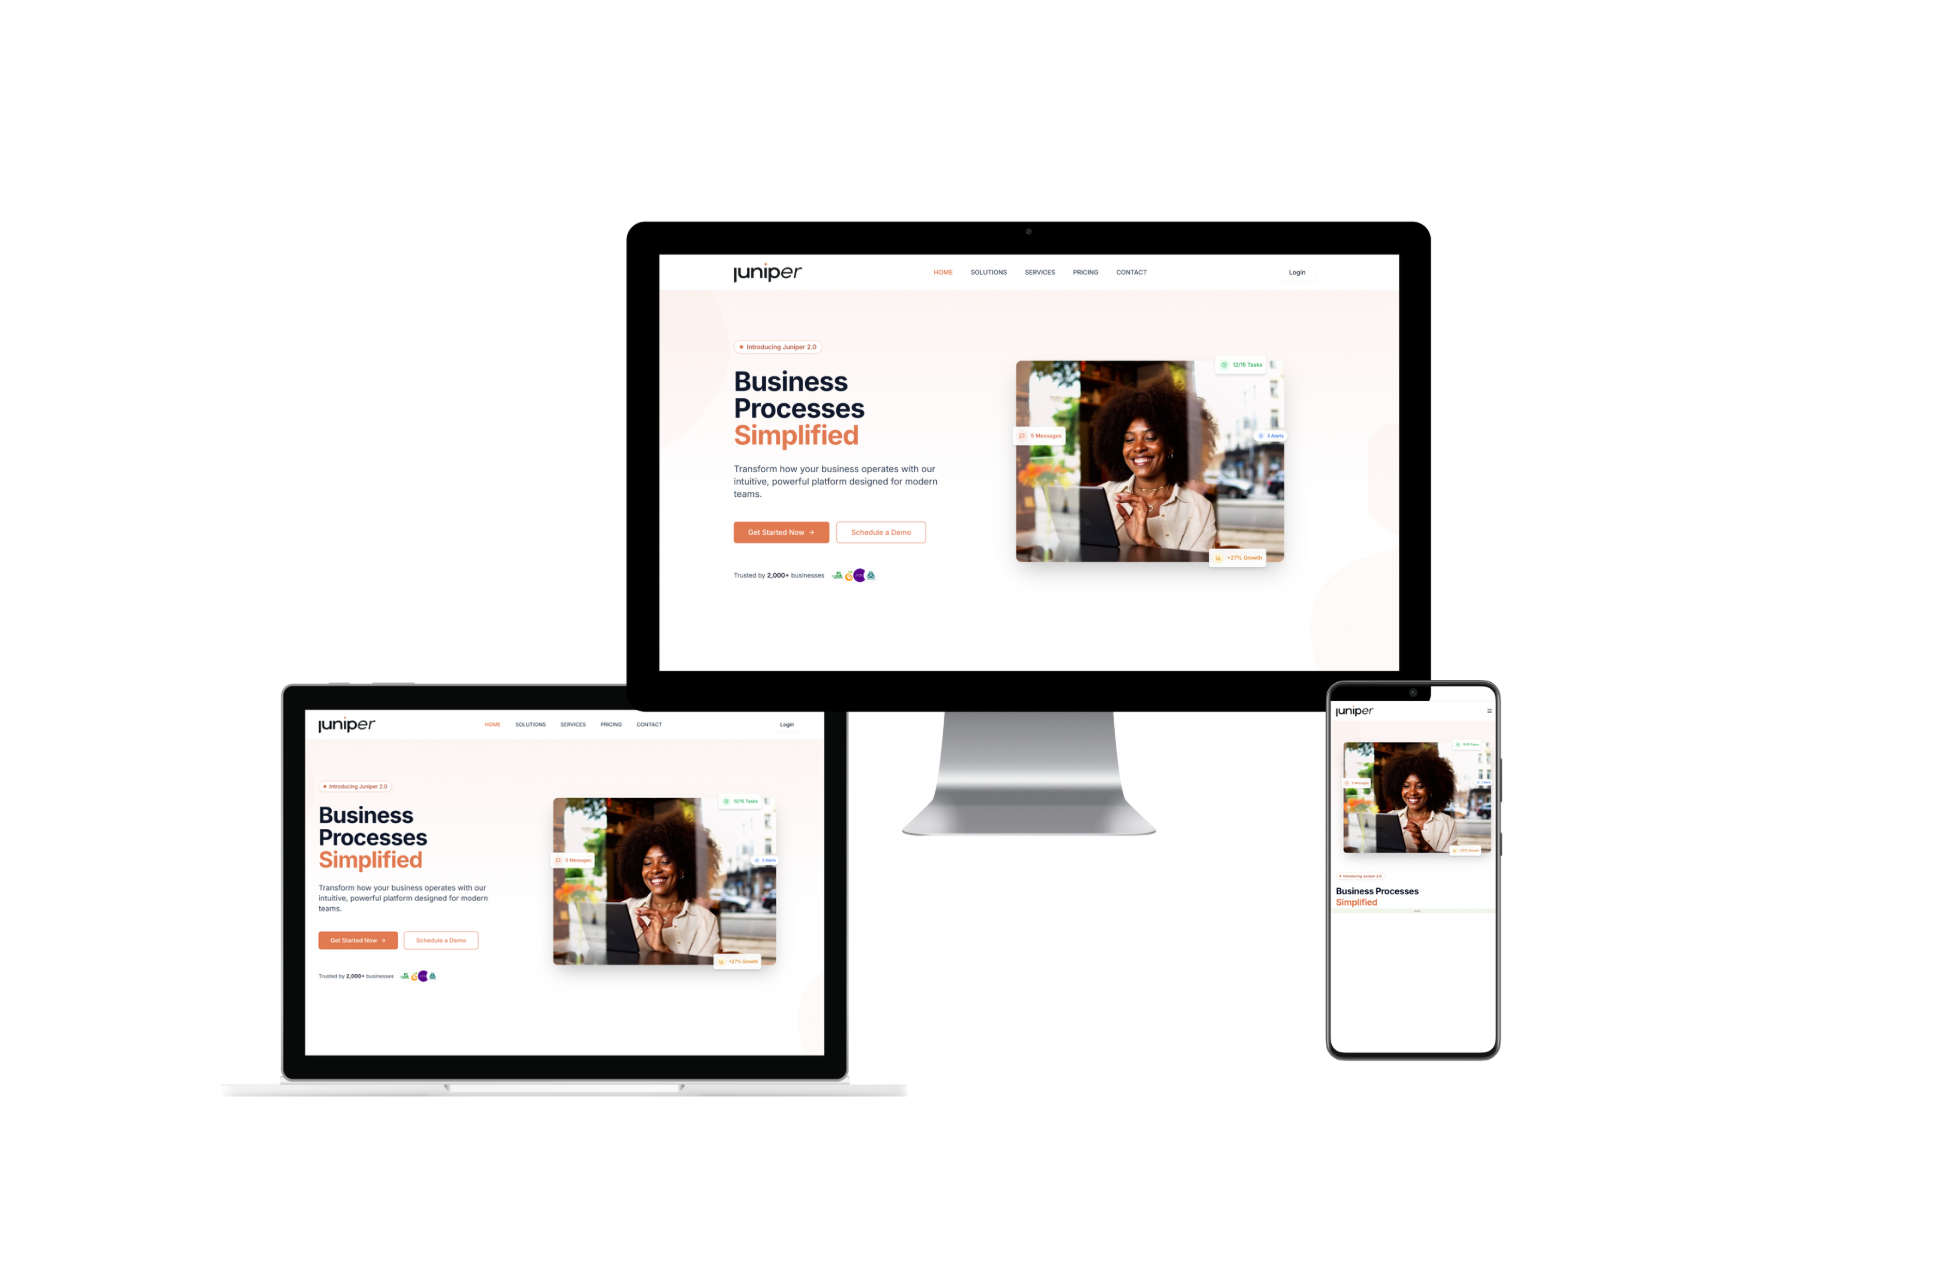 juniper
HOME SOLUTIONS SERVICES PRICING CONTACT
Login
Introducing Juniper 2.0
Business
Processes
Simplified
Transform how your business operates with our
intuitive, powerful platform designed for modern
teams.
Get Started Now →
Schedule a Demo
Trusted by 2,000+ businesses
12/15 Tasks
5 Messages
3 Alerts
+27% Growth
juniper
HOME SOLUTIONS SERVICES PRICING CONTACT
Login
Introducing Juniper 2.0
Business
Processes
Simplified
Transform how your business operates with our
intuitive, powerful platform designed for modern
teams.
Get Started Now →
Schedule a Demo
Trusted by 2,000+ businesses
12/15 Tasks
5 Messages
3 Alerts
+27% Growth
juniper
Introducing Juniper 2.0
Business Processes
Simplified